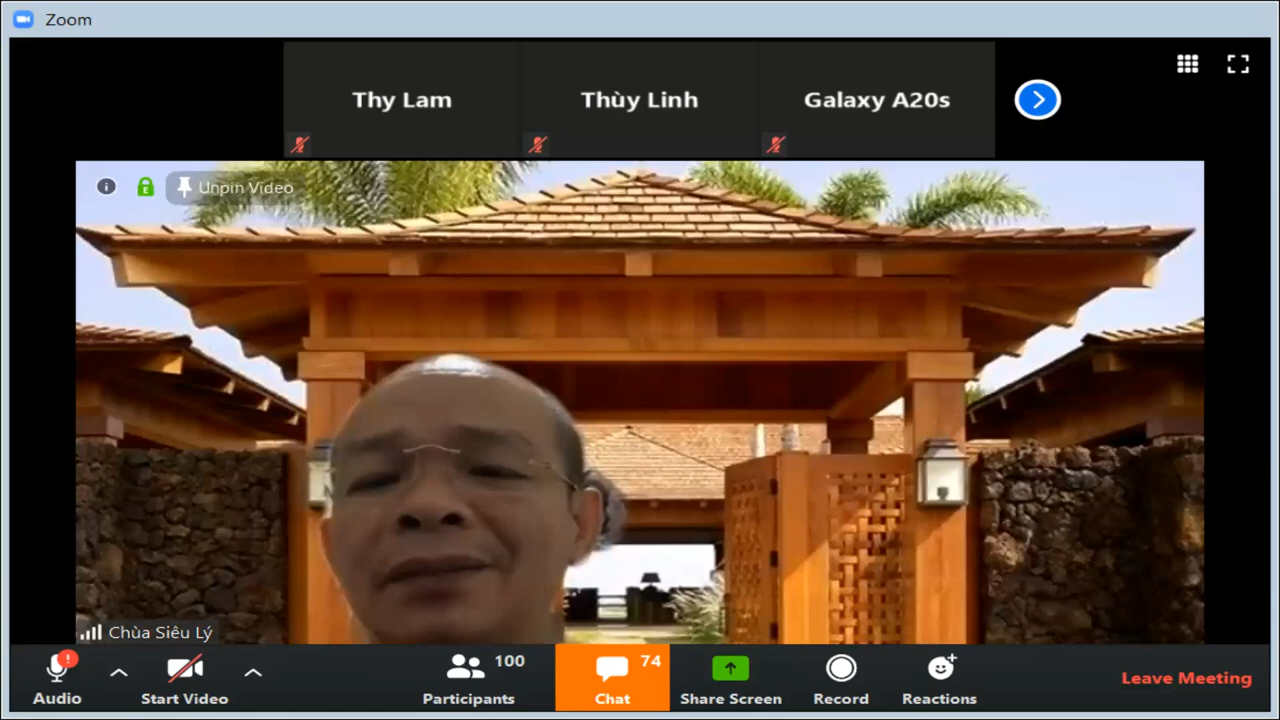 Zoom
Thy Lam
Thùy Linh
Galaxy A20s
Unpin Video
Chùa Siêu Lý
100
74
Audio
Start Video
Participants
Chat
Share Screen
Record
Reactions
Leave Meeting